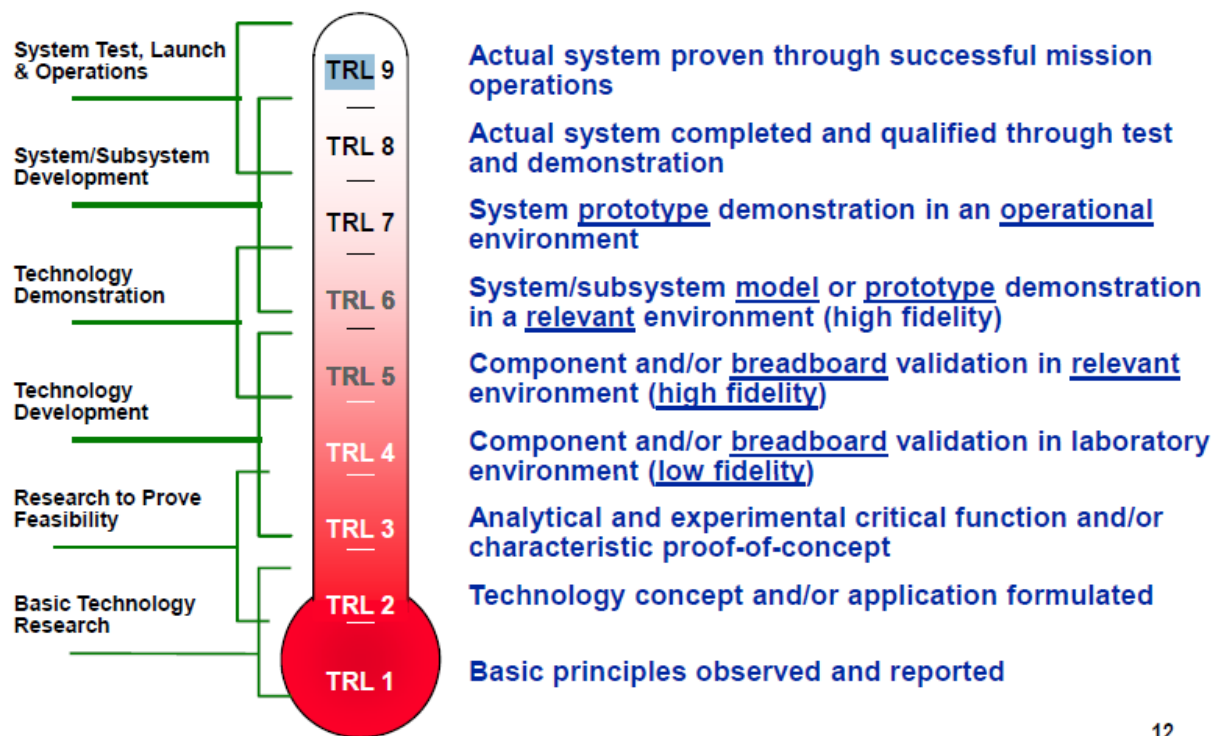 System Test, Launch
& Operations
System/Subsystem
Development
Technology
Demonstration
Technology
Development
Research to Prove
Feasibility
Basic Technology
Research
TRL 9
TRL 8
TRL 7
TRL 6
TRL 5
TRL 4
TRL 3
TRL 2
TRL 1
Actual system proven through successful mission
operations
Actual system completed and qualified through test
and demonstration
System prototype demonstration in an operational
environment
System/subsystem model or prototype demonstration
in a relevant environment (high fidelity)
Component and/or breadboard validation in relevant
environment (high fidelity)
Component and/or breadboard validation in laboratory
environment (low fidelity)
Analytical and experimental critical function and/or
characteristic proof-of-concept
Technology concept and/or application formulated
Basic principles observed and reported
12